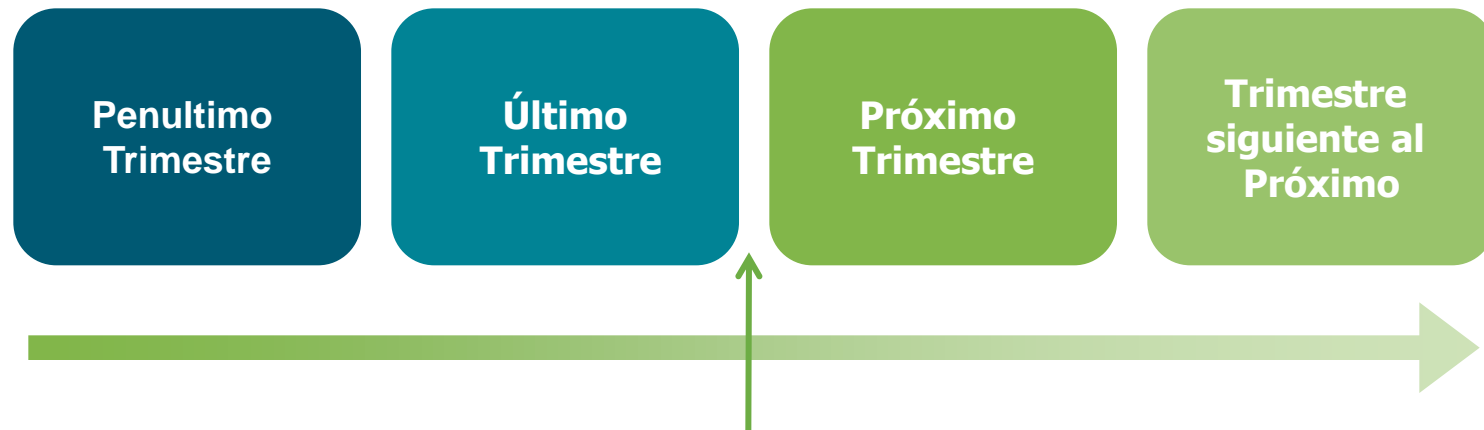 Penultimo
Trimestre
Último
Trimestre
Próximo
Trimestre
Trimestre
siguiente al
Próximo